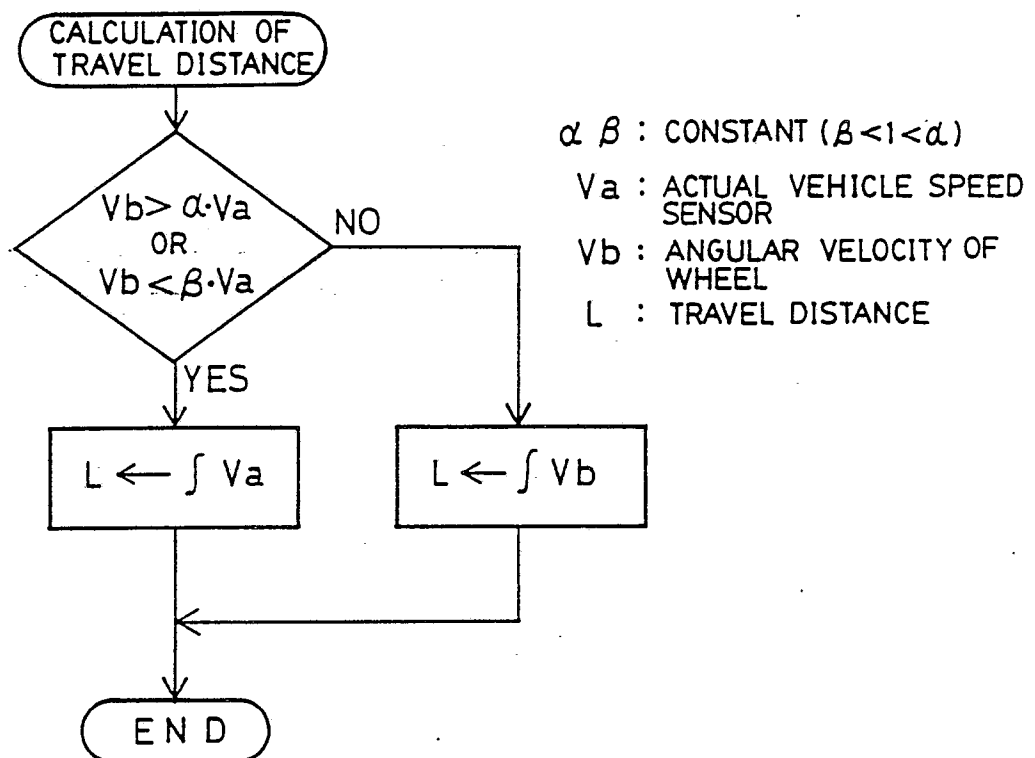 CALCULATION OF
TRAVEL DISTANCE
Vb> α·Va
OR
Vb<β·Va
NO
YES
L ← ∫ Va
L ← ∫ Vb
END
α β : CONSTANT (β<1<α)
Va : ACTUAL VEHICLE SPEED
SENSOR
Vb : ANGULAR VELOCITY OF
WHEEL
L : TRAVEL DISTANCE